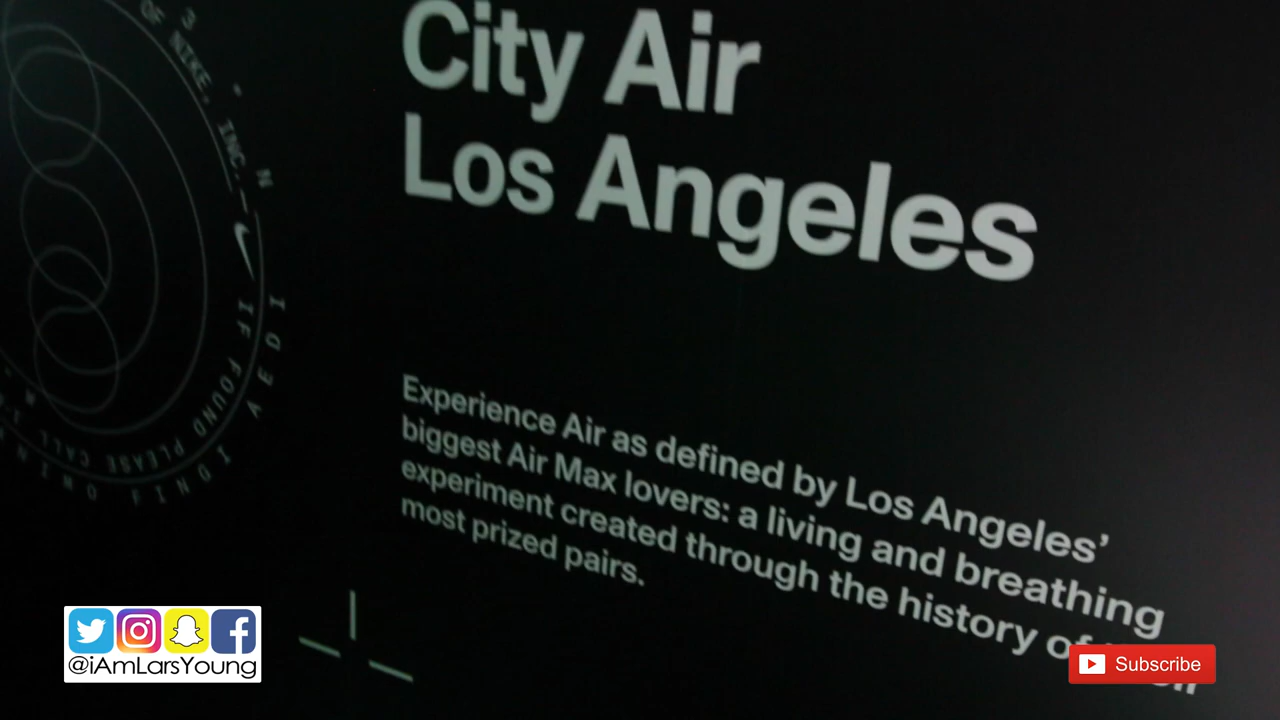 City Air
Los Angeles
Experience Air as defined by Los Angeles’
biggest Air Max lovers: a living and breathing
experiment created through the history of
most prized pairs.
OF NIKE, INC.
IF FOUND PLEASE CALL
@iAmLarsYoung
Subscribe